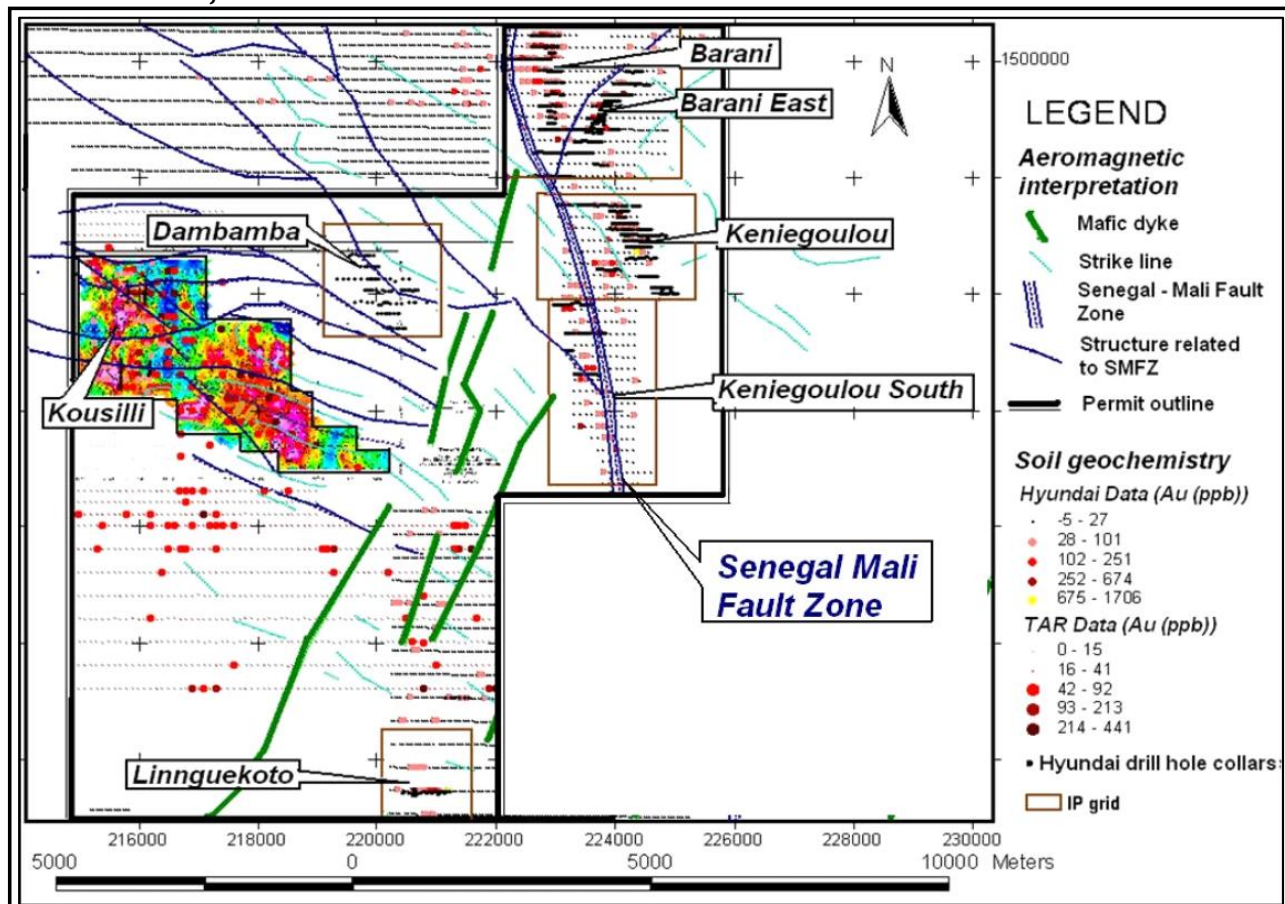 Barani
Barani East
Dambamba
Keniegoulou
Kousilli
Keniegoulou South
Senegal Mali
Fault Zone
Linnguekoto
N
1500000
LEGEND
Aeromagnetic
interpretation
Mafic dyke
Strike line
Senegal - Mali Fault
Zone
Structure related
to SMFZ
Permit outline
Soil geochemistry
Hyundai Data (Au (ppb))
-5 - 27
28 - 101
102 - 251
252 - 674
675 - 1706
TAR Data (Au (ppb))
0 - 15
16 - 41
42 - 92
93 - 213
214 - 441
Hyundai drill hole collars
IP grid
216000 218000 220000 222000 224000 226000 228000 230000
5000 0 5000 10000 Meters